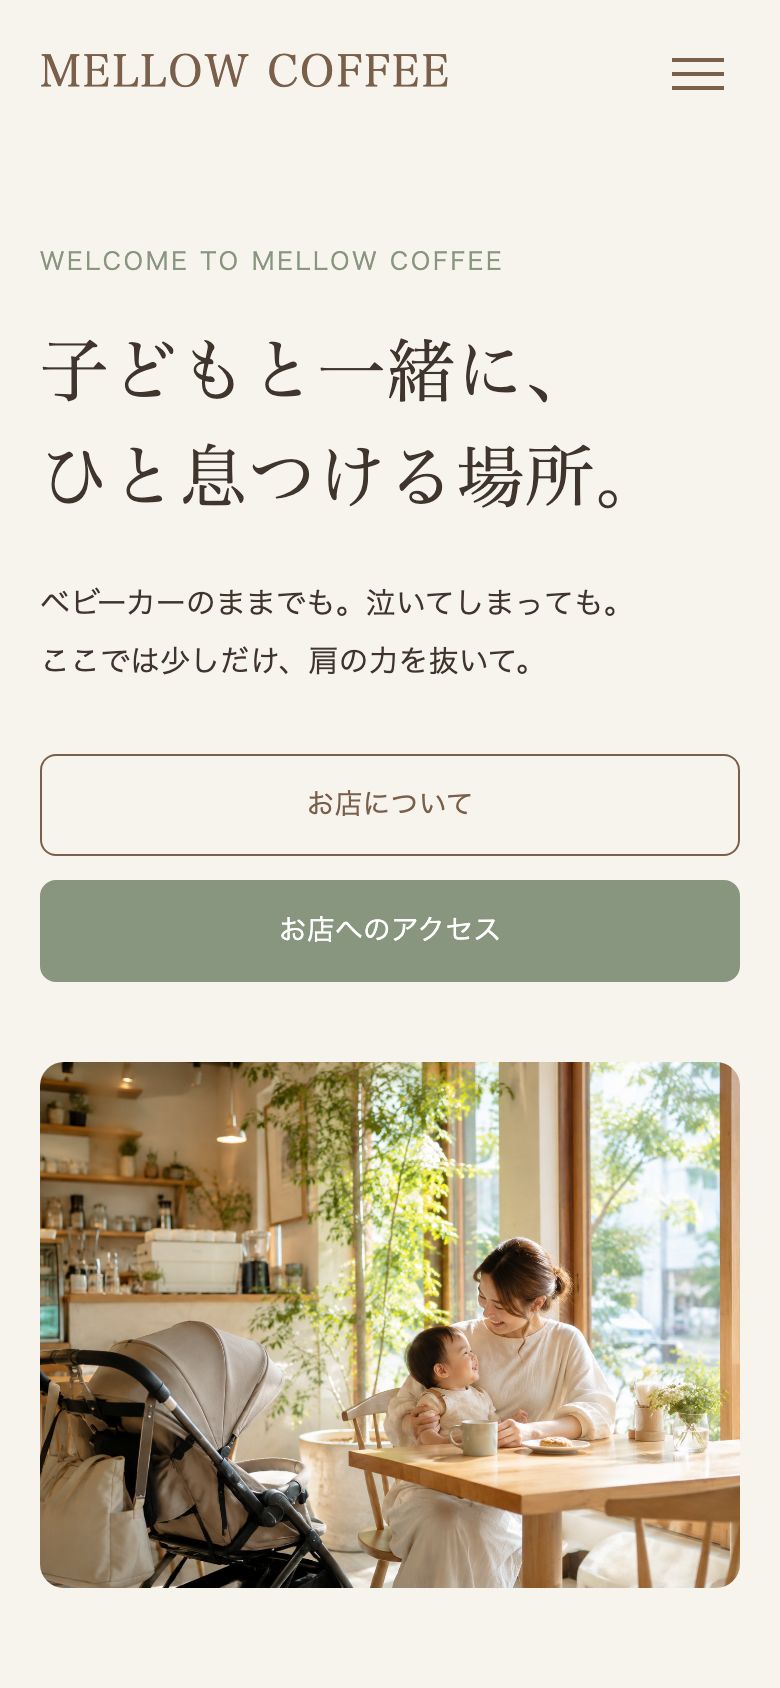 MELLOW COFFEE
WELCOME TO MELLOW COFFEE
子どもと一緒に、
ひと息つける場所。
ベビーカーのままでも。泣いてしまっても。
ここでは少しだけ、肩の力を抜いて。
お店について
お店へのアクセス